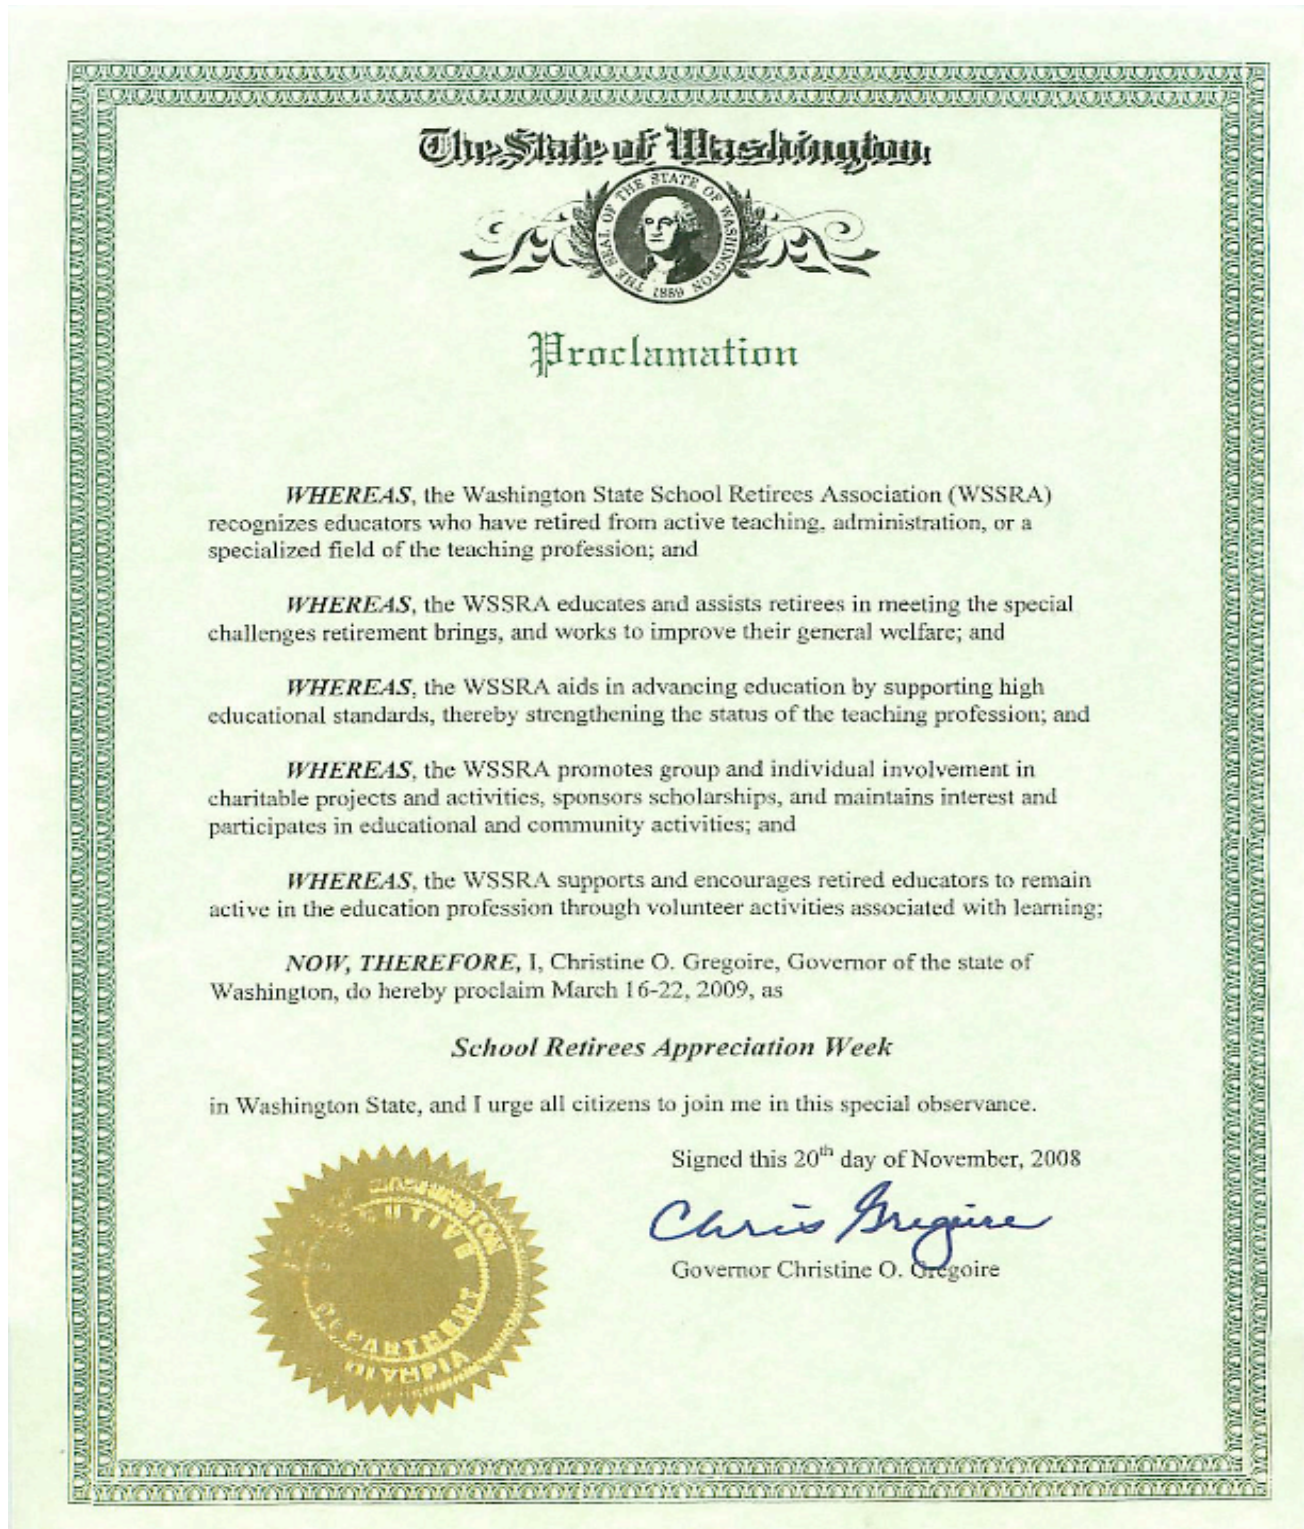 The State of Washington
THE SEAL OF THE STATE OF WASHINGTON
1889
Proclamation
WHEREAS, the Washington State School Retirees Association (WSSRA)
recognizes educators who have retired from active teaching, administration, or a
specialized field of the teaching profession; and
WHEREAS, the WSSRA educates and assists retirees in meeting the special
challenges retirement brings, and works to improve their general welfare; and
WHEREAS, the WSSRA aids in advancing education by supporting high
educational standards, thereby strengthening the status of the teaching profession; and
WHEREAS, the WSSRA promotes group and individual involvement in
charitable projects and activities, sponsors scholarships, and maintains interest and
participates in educational and community activities; and
WHEREAS, the WSSRA supports and encourages retired educators to remain
active in the education profession through volunteer activities associated with learning;
NOW, THEREFORE, I, Christine O. Gregoire, Governor of the state of
Washington, do hereby proclaim March 16-22, 2009, as
School Retirees Appreciation Week
in Washington State, and I urge all citizens to join me in this special observance.
Signed this 20th day of November, 2008
Chris Gregoire
Governor Christine O. Gregoire
WASHINGTON
DEPARTMENT
OLYMPIA